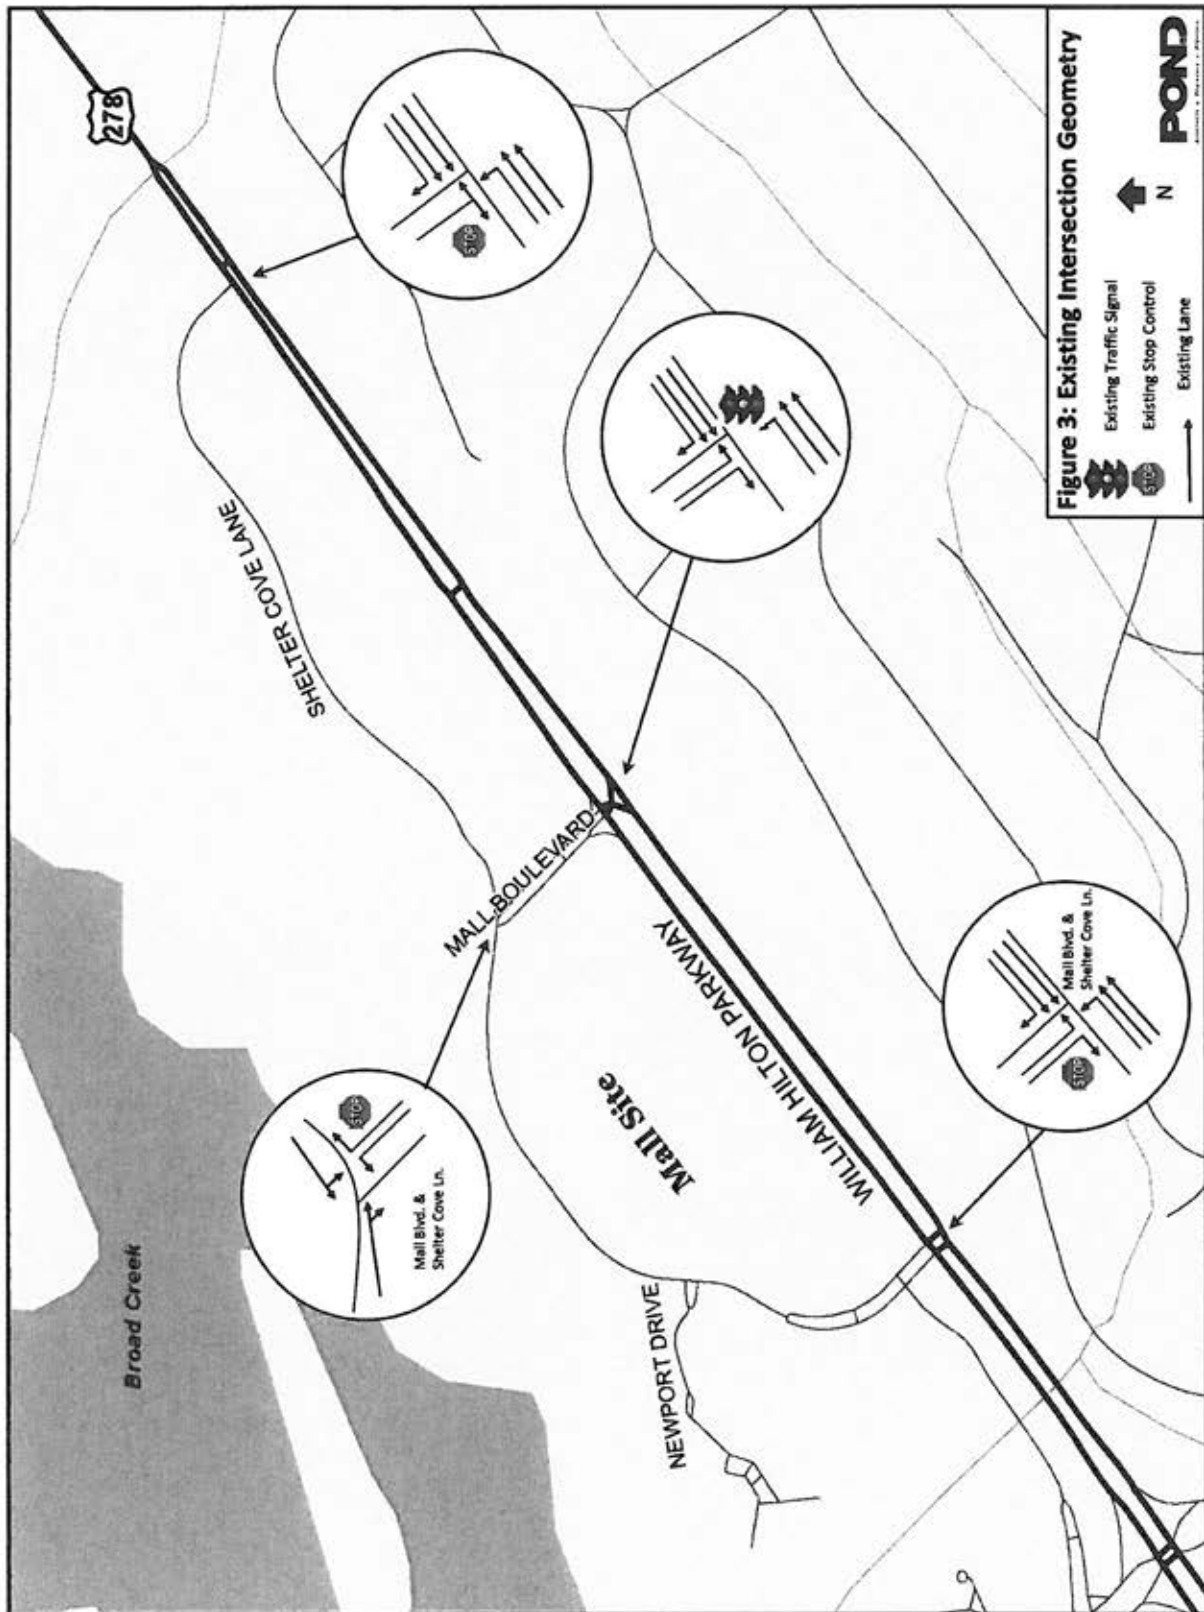 278
SHELTER COVE LANE
STOP
MALL BOULEVARD
WILLIAM HILTON PARKWAY
Mall Site
Broad Creek
NEWPORT DRIVE
STOP
Mall Blvd. &
Shelter Cove Ln.
STOP
Mall Blvd. &
Shelter Cove Ln.
Figure 3: Existing Intersection Geometry
Existing Traffic Signal
STOP
Existing Stop Control
Existing Lane
N
POND